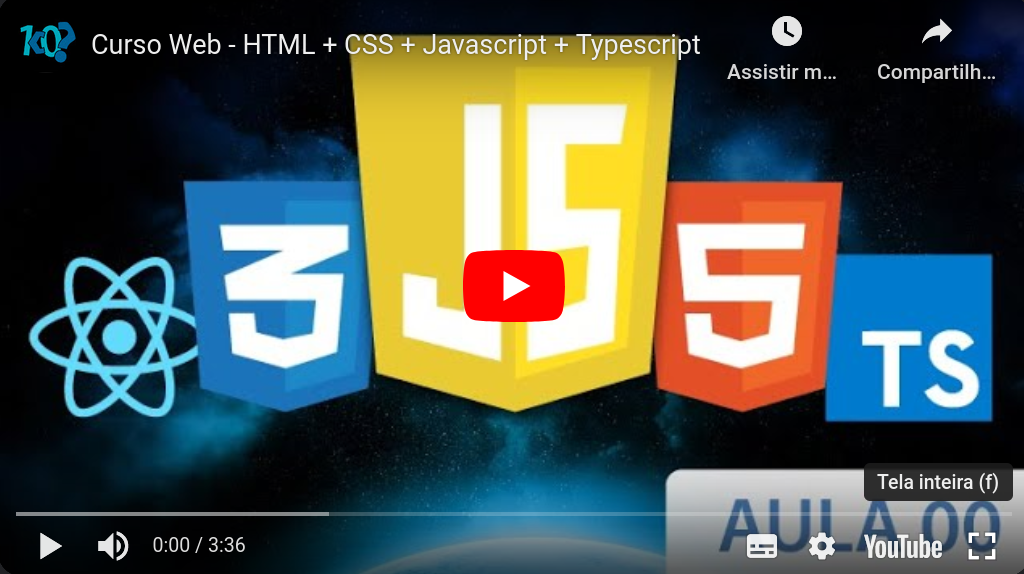 Curso Web - HTML + CSS + Javascript + Typescript
Assistir m...
Compartilh...
JS
3
5
TS
Tela inteira (f)
AULA 00
0:00 / 3:36
YouTube